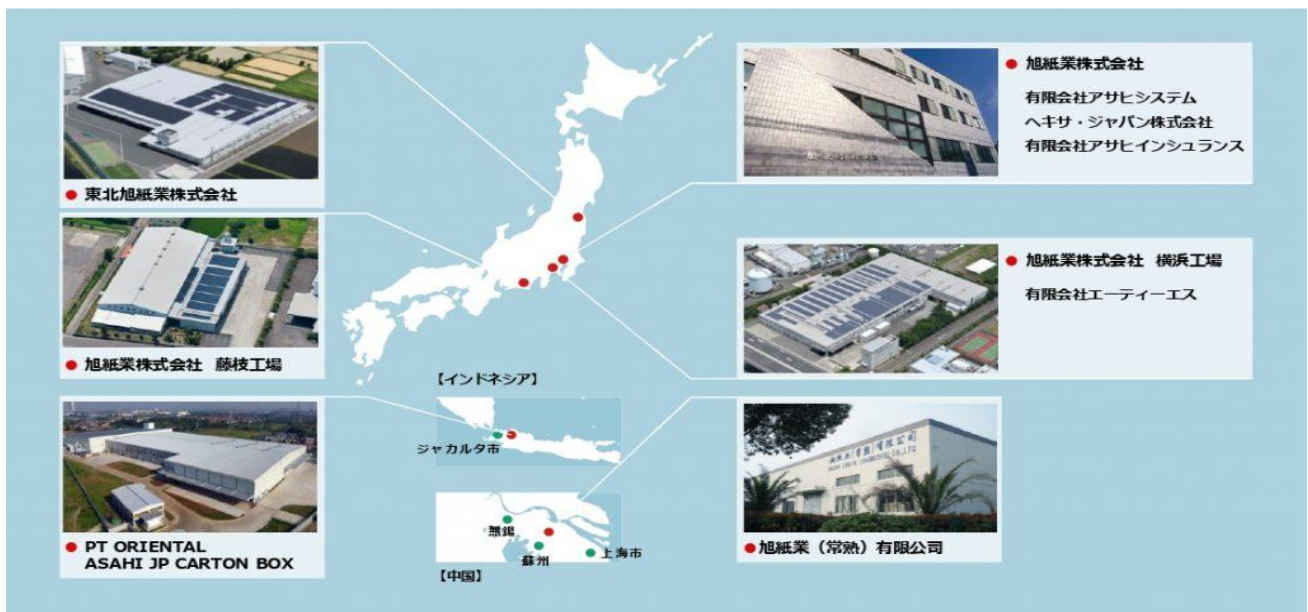 東北旭紙業株式会社
旭紙業株式会社 藤枝工場
PT ORIENTAL
ASAHI JP CARTON BOX
【インドネシア】
ジャカルタ市
無錫
蘇州
上海市
【中国】
旭紙業株式会社
有限会社アサヒシステム
ヘキサ・ジャパン株式会社
有限会社アサヒインシュランス
旭紙業株式会社 横浜工場
有限会社エーティーエス
旭紙業（常熟）有限公司